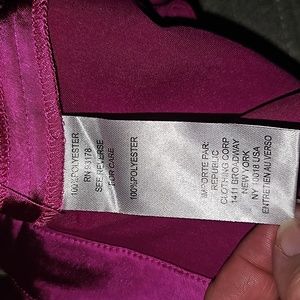 100%POLYESTER
RN 93178
SEE REVERSE
FOR CARE
100%POLYESTER
IMPORTE PAR:
REPUBLIC
CLOTHING CORP
1411 BROADWAY
NEW YORK
NY 10018 USA
ENTRETIEN AU VERSO